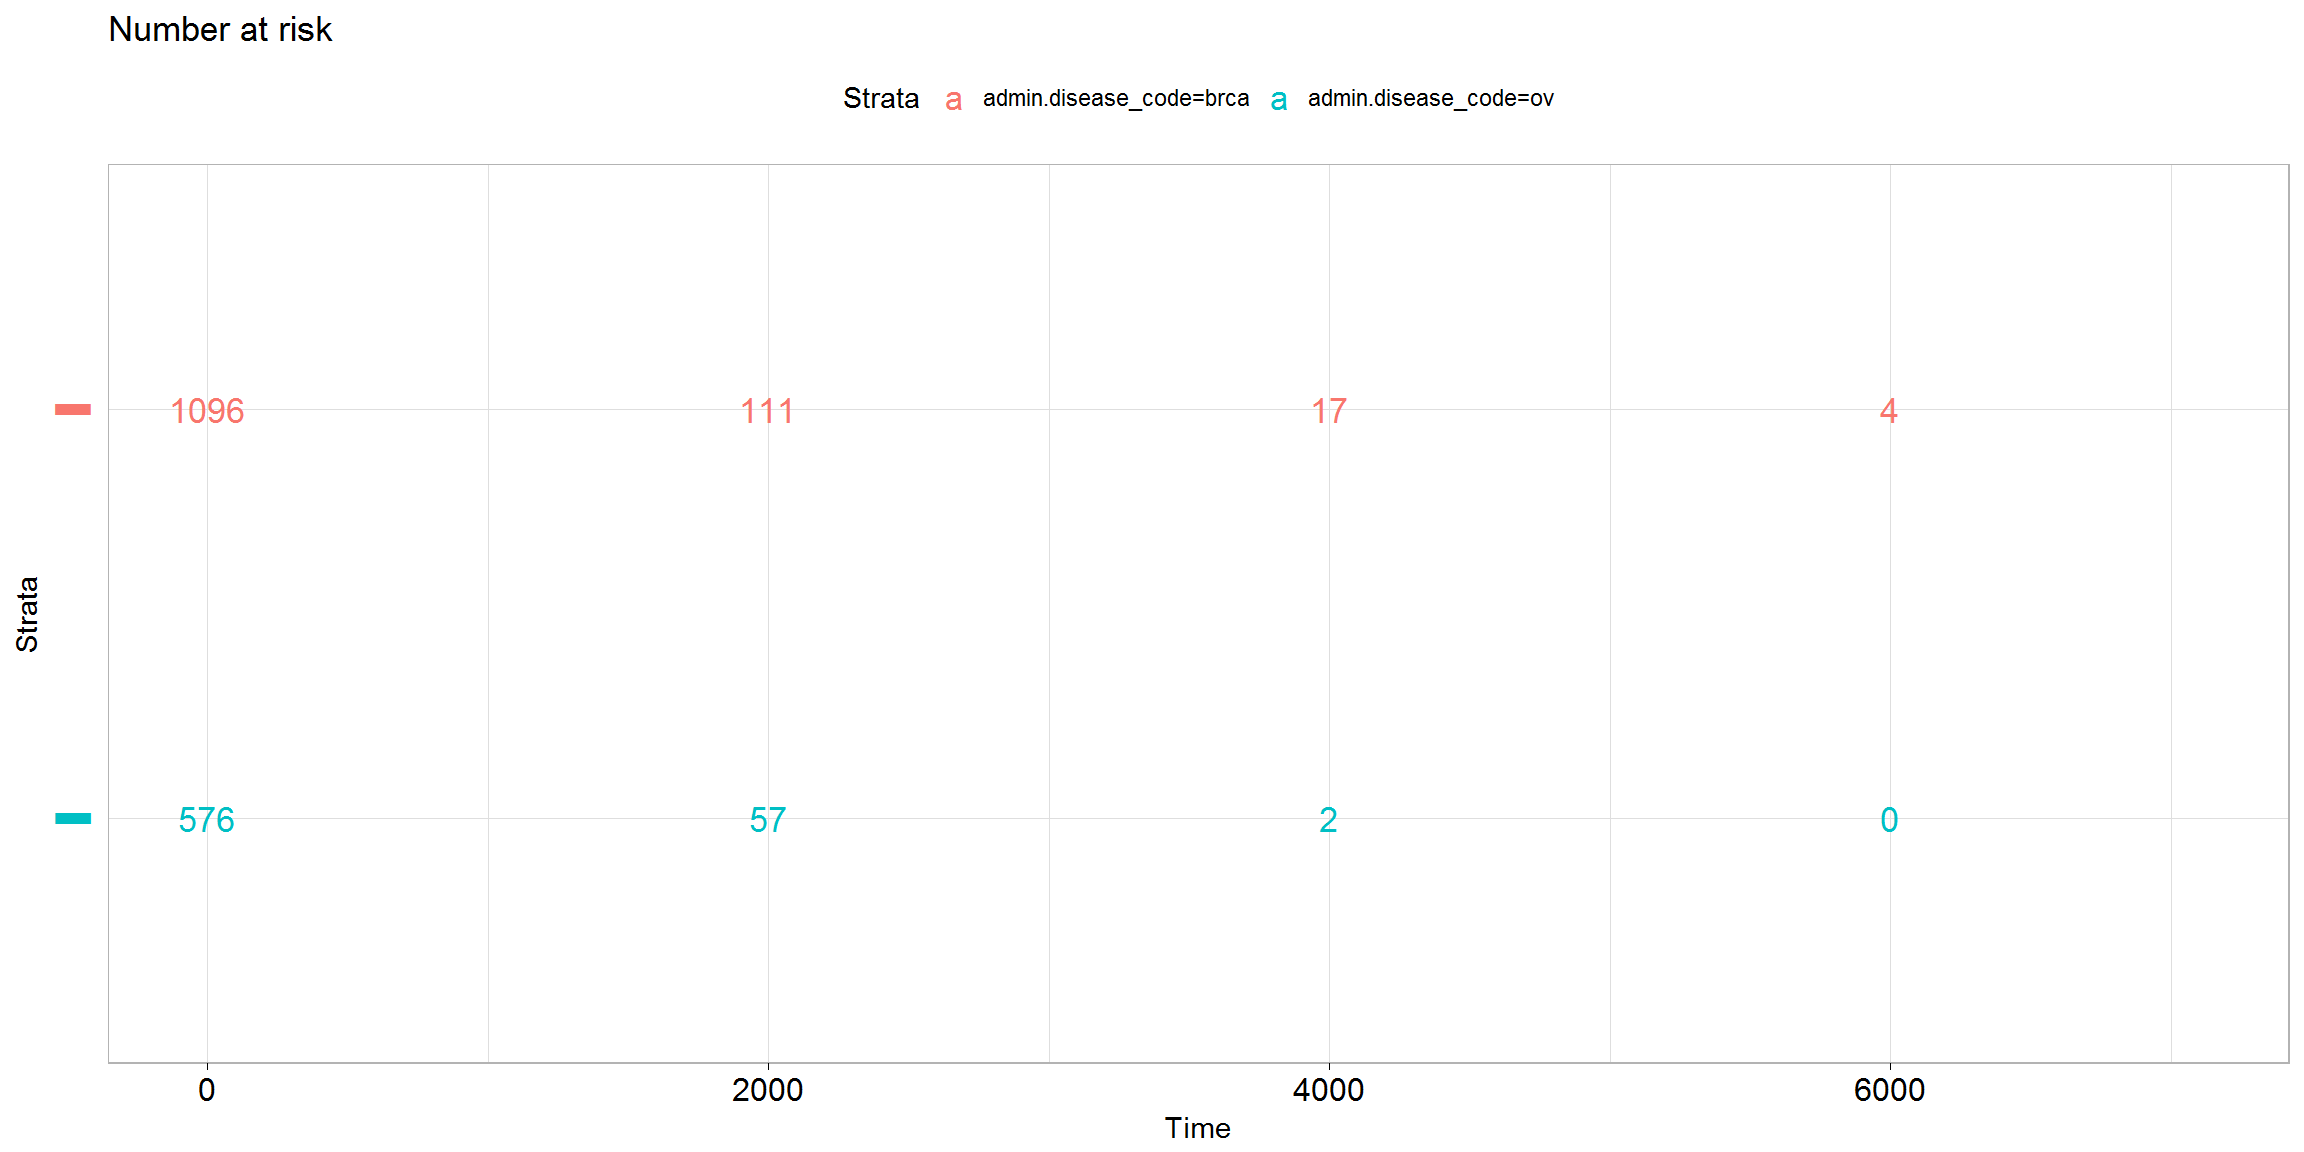 Number at risk
Strata a admin.disease_code=brca a admin.disease_code=ov
1096 111 17 4
Strata
576 57 2 0
0 2000 4000 6000
Time